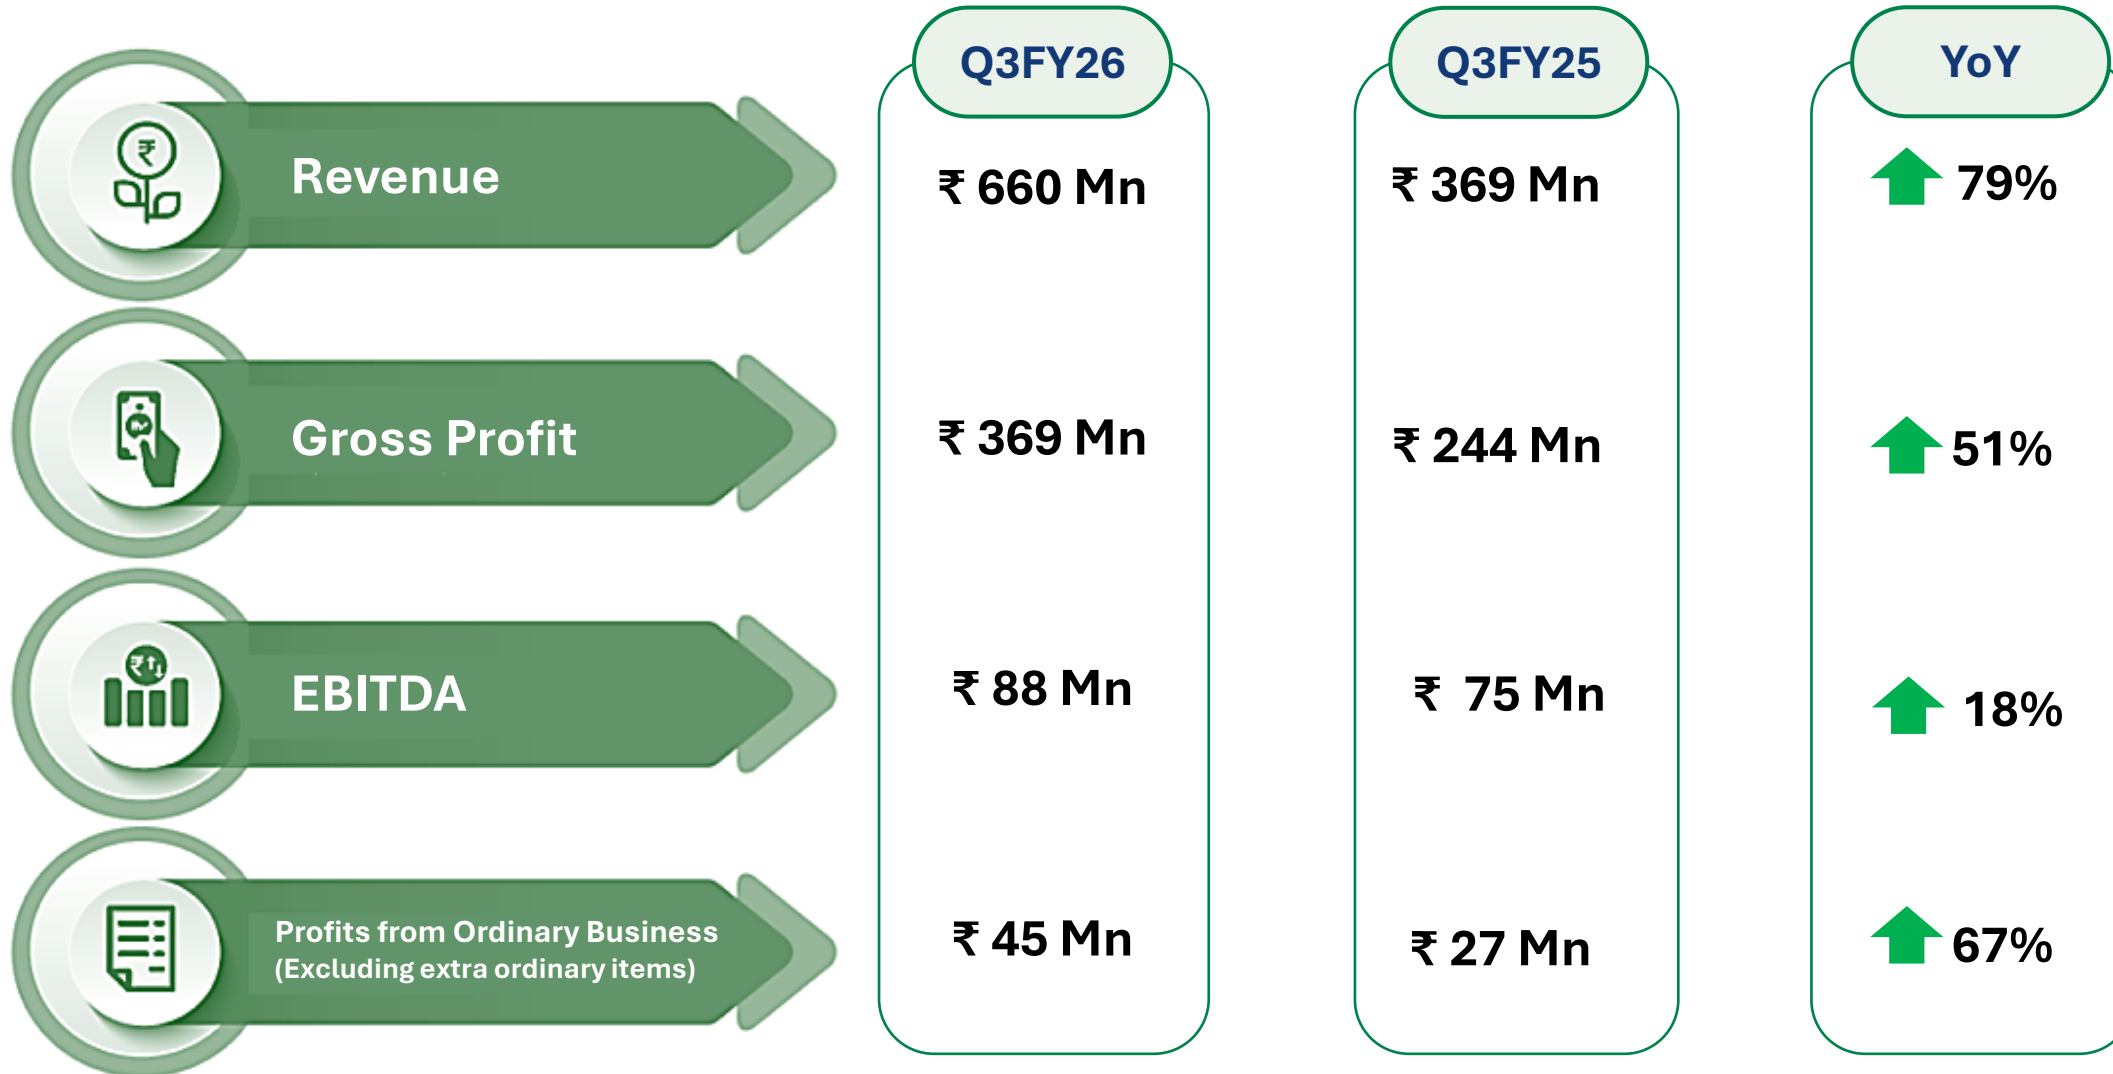 Q3FY26 Q3FY25 YoY
Revenue ₹ 660 Mn ₹ 369 Mn 79%
Gross Profit ₹ 369 Mn ₹ 244 Mn 51%
EBITDA ₹ 88 Mn ₹ 75 Mn 18%
Profits from Ordinary Business
(Excluding extra ordinary items) ₹ 45 Mn ₹ 27 Mn 67%